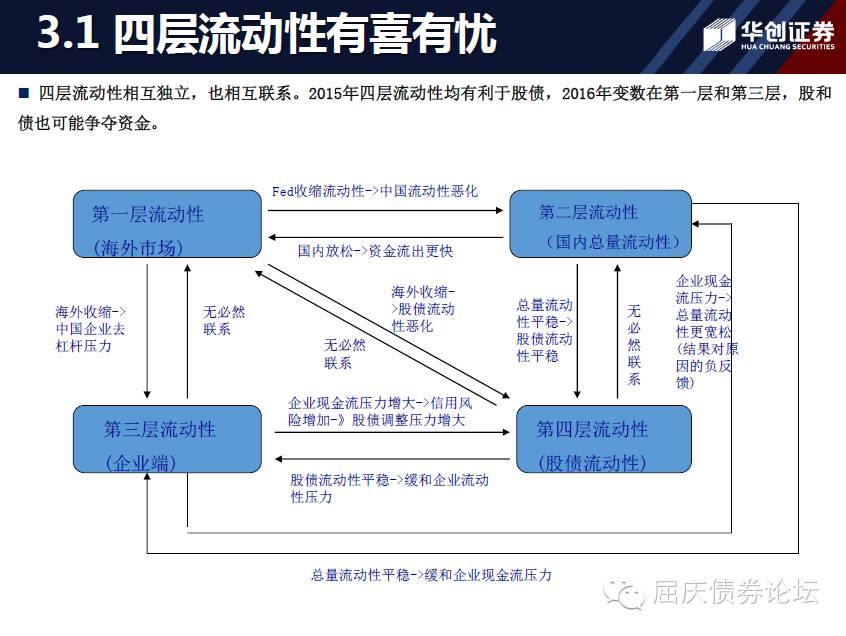 3.1 四层流动性有喜有忧
华创证券
HUA CHUANG SECURITIES
■ 四层流动性相互独立，也相互联系。2015年四层流动性均有利于股债，2016年变数在第一层和第三层，股和
债也可能争夺资金。
Fed收缩流动性->中国流动性恶化
第一层流动性
(海外市场)
第二层流动性
（国内总量流动性）
国内放松->资金流出更快
海外收缩->
中国企业去
杠杆压力
无必然
联系
海外收缩-
>股债流动
性恶化
无必然
联系
总量流动
性平稳->
股债流动
性平稳
无
必
然
联
系
企业现金
流压力->
总量流动
性更宽松
(结果对原
因的负反
馈)
企业现金流压力增大->信用风
险增加-》股债调整压力增大
第三层流动性
(企业端)
第四层流动性
(股债流动性)
股债流动性平稳->缓和企业流动
性压力
总量流动性平稳->缓和企业现金流压力
屈庆债券论坛